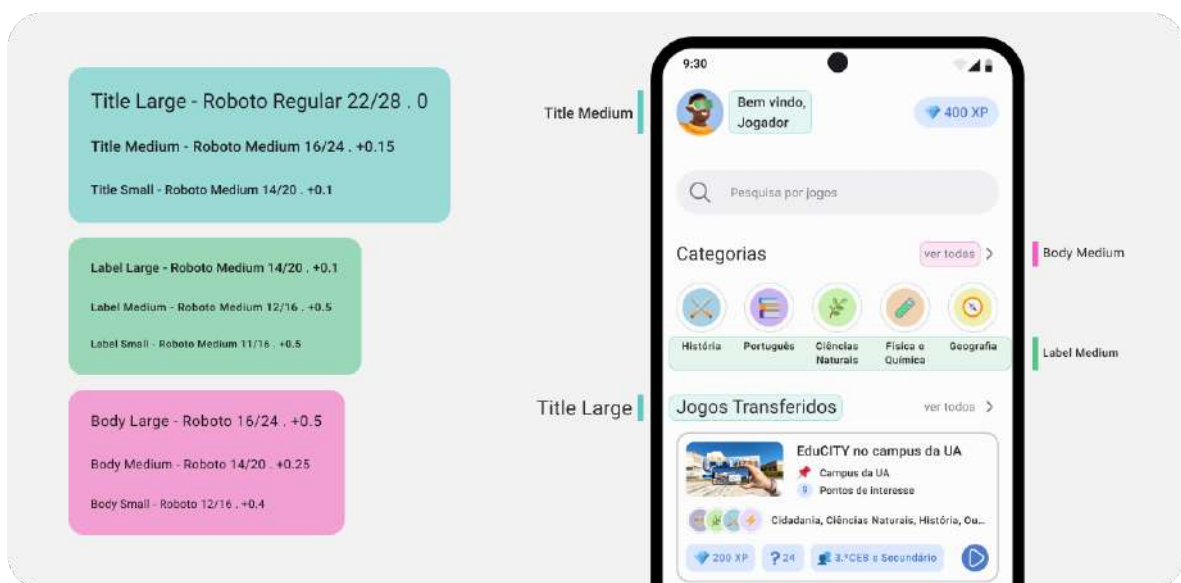 Title Large - Roboto Regular 22/28 . 0
Title Medium - Roboto Medium 16/24 . +0.15
Title Small - Roboto Medium 14/20 . +0.1
Label Large - Roboto Medium 14/20 . +0.1
Label Medium - Roboto Medium 12/16 . +0.5
Label Small - Roboto Medium 11/16 . +0.5
Body Large - Roboto 16/24 . +0.5
Body Medium - Roboto 14/20 . +0.25
Body Small - Roboto 12/16 . +0.4
Title Medium
Title Large
9:30
Bem vindo,
Jogador
400 XP
Pesquisa por jogos
Categorias
ver todas
História
Português
Ciências
Naturais
Física e
Química
Geografia
Jogos Transferidos
ver todos
EduCITY no campus da UA
Campus da UA
9 Pontos de interesse
Cidadania, Ciências Naturais, História, Ou...
200 XP
? 24
3.ºCEB e Secundário
Body Medium
Label Medium